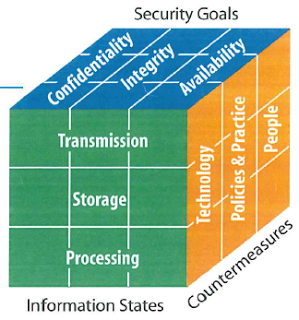 Security Goals
Confidentiality
Integrity
Availability
Transmission
Storage
Processing
Technology
Policies & Practice
People
Information States
Countermeasures